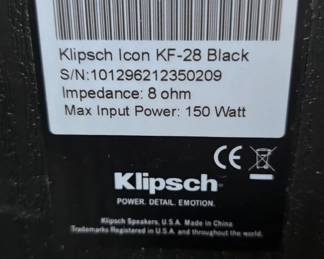 Klipsch Icon KF-28 Black
S/N:101296212350209
Impedance: 8 ohm
Max Input Power: 150 Watt
CE
Klipsch
POWER. DETAIL. EMOTION.
Klipsch Speakers, U.S.A. Made in China
Trademarks Registered in U.S.A. and throughout the world.